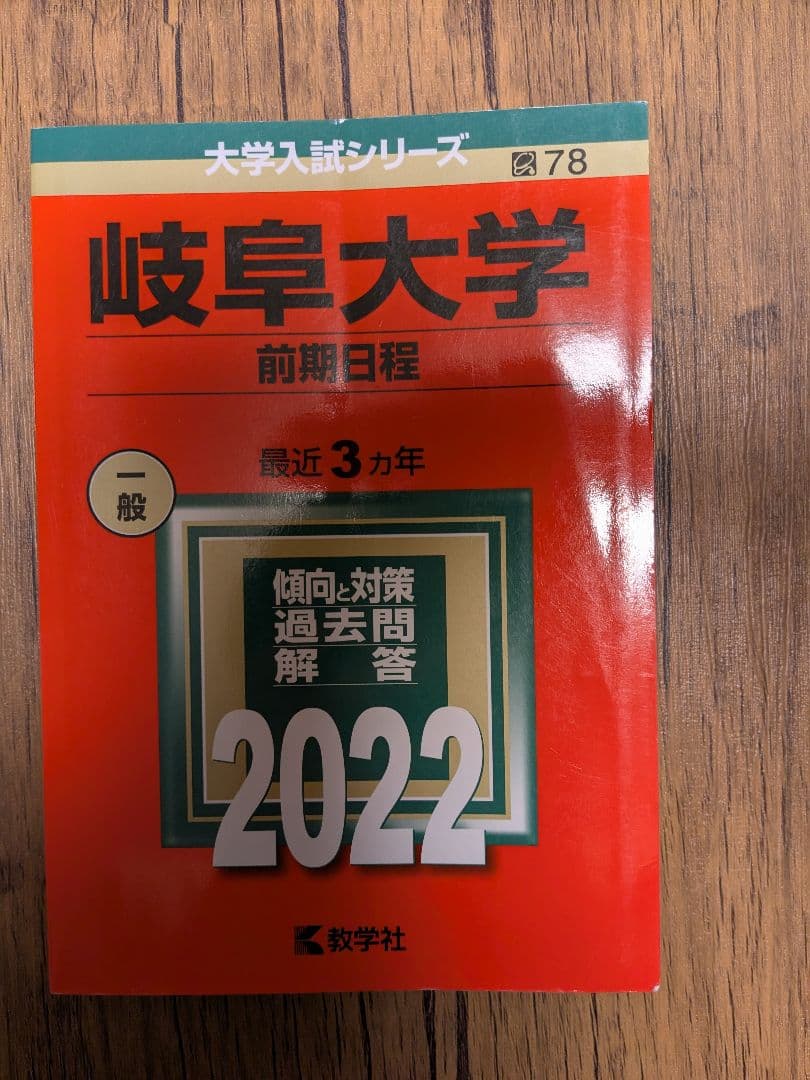 大学入試シリーズ
78
岐阜大学
前期日程
最近3カ年
一般
傾向と対策
過去問
解答
2022
教学社